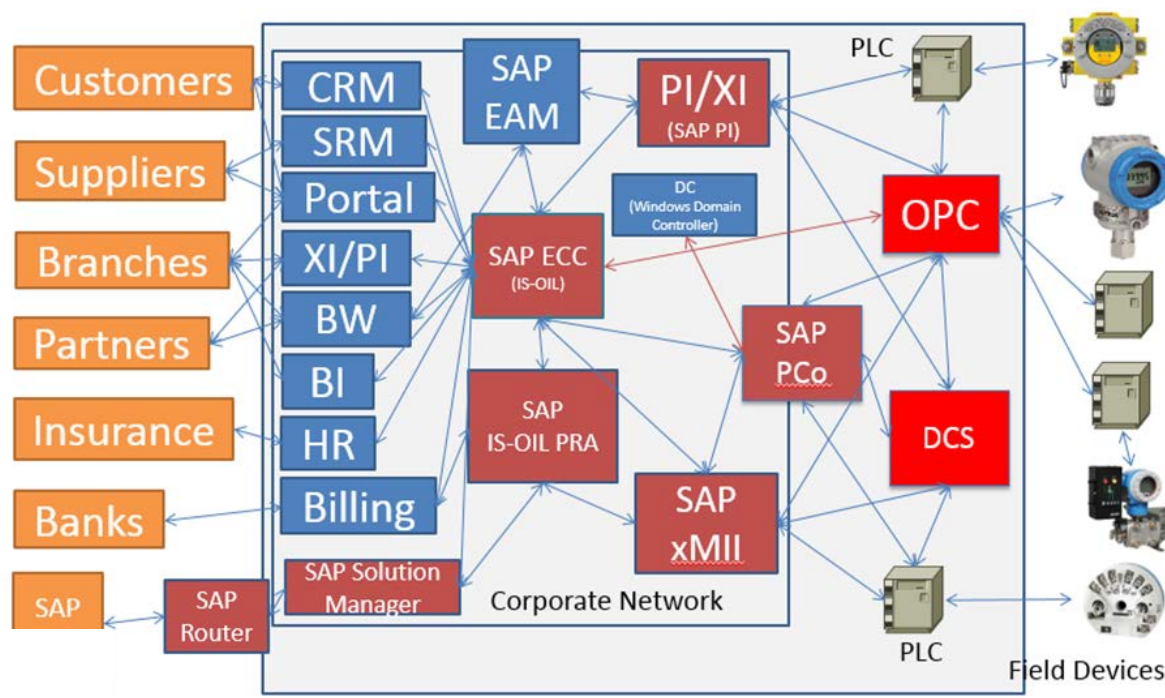 Customers
Suppliers
Branches
Partners
Insurance
Banks
SAP
SAP
Router
CRM
SRM
Portal
XI/PI
BW
BI
HR
Billing
SAP Solution
Manager
SAP
EAM
PI/XI
(SAP PI)
DC
(Windows Domain
Controller)
SAP ECC
(IS-OIL)
SAP
IS-OIL PRA
SAP
PCo
SAP
xMII
Corporate Network
PLC
OPC
DCS
PLC
Field Devices